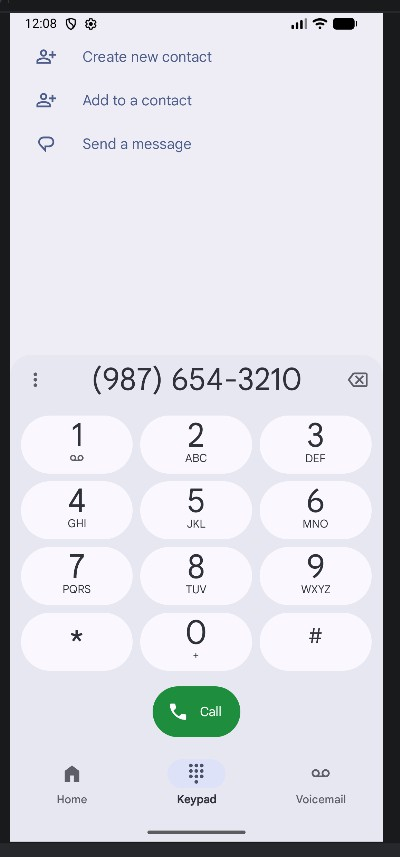 12:08
Create new contact
Add to a contact
Send a message
(987) 654-3210
1 2 3
ABC DEF
4 5 6
GHI JKL MNO
7 8 9
PQRS TUV WXYZ
* 0 #
+
Call
Home Keypad Voicemail